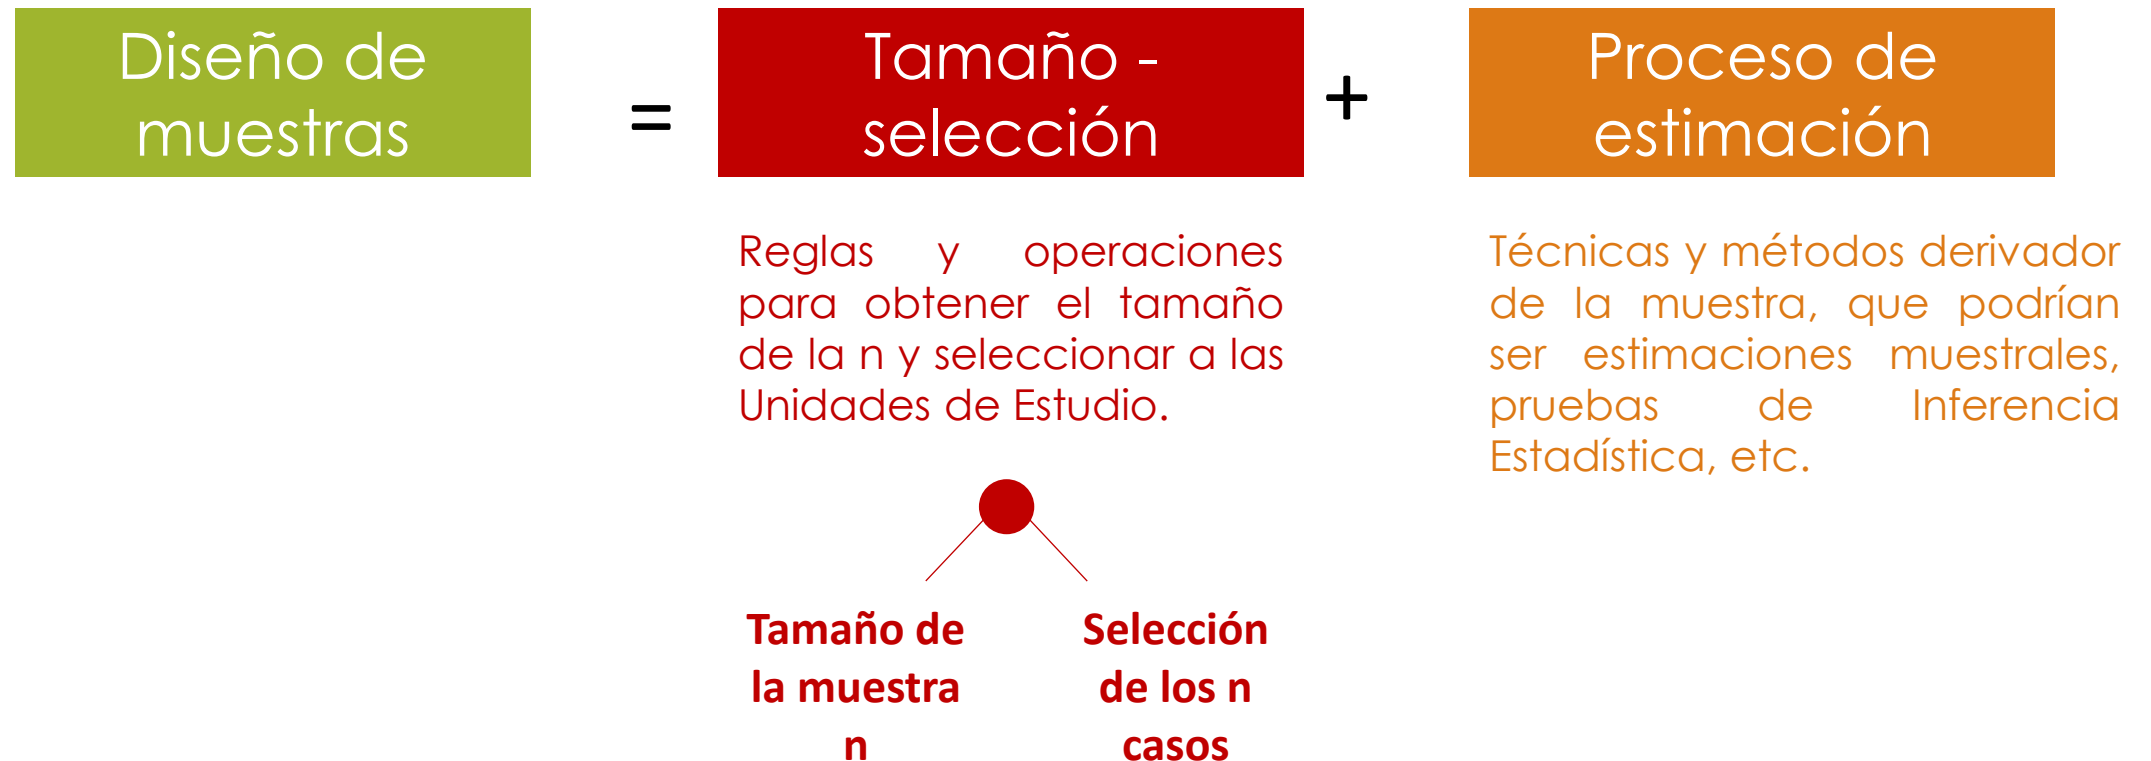 Diseño de
muestras
=
Tamaño -
selección
+
Proceso de
estimación
Reglas y operaciones
para obtener el tamaño
de la n y seleccionar a las
Unidades de Estudio.
Técnicas y métodos derivador
de la muestra, que podrían
ser estimaciones muestrales,
pruebas de Inferencia
Estadística, etc.
Tamaño de
la muestra
n
Selección
de los n
casos